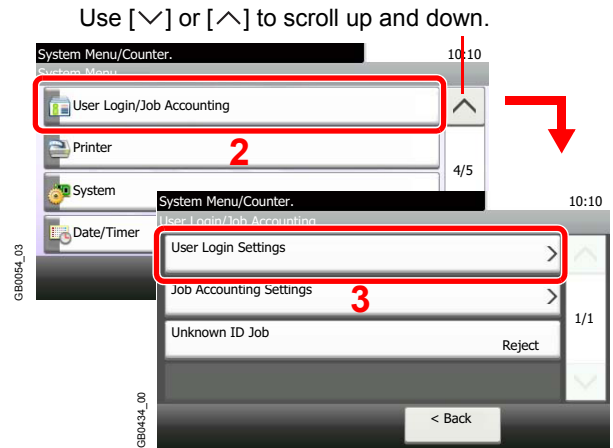 Use [∨] or [∧] to scroll up and down.
System Menu/Counter.
10:10
System Menu
User Login/Job Accounting
Printer
2
4/5
System
Date/Timer
GB0054_03
System Menu/Counter.
10:10
User Login/Job Accounting
User Login Settings
Job Accounting Settings
3
1/1
Unknown ID Job
Reject
< Back
GB0434_00